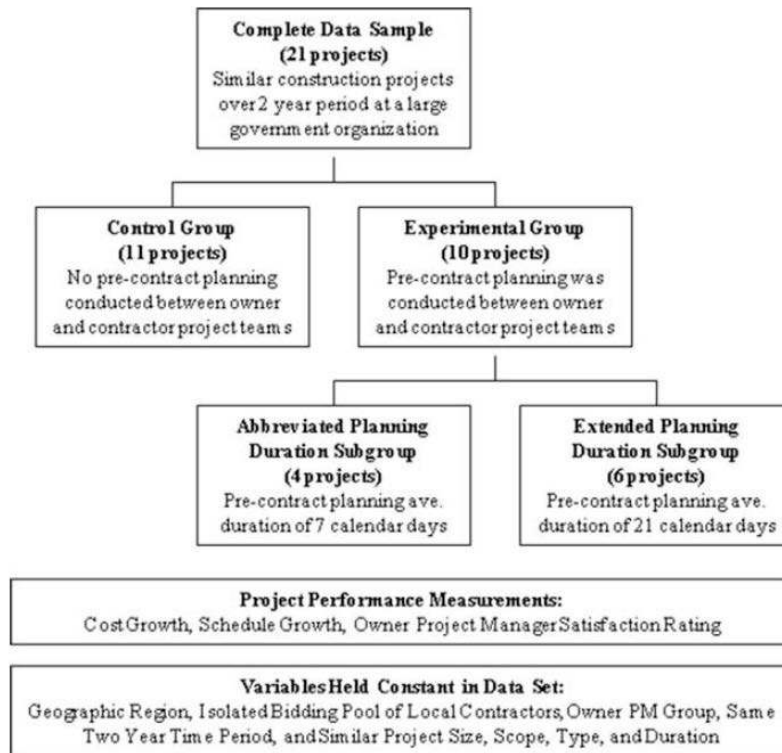 Complete Data Sample
(21 projects)
Similar construction projects
over 2 year period at a large
government organization
Control Group
(11 projects)
No pre-contract planning
conducted between owner
and contractor project teams
Experimental Group
(10 projects)
Pre-contract planning was
conducted between owner
and contractor project teams
Abbreviated Planning
Duration Subgroup
(4 projects)
Pre-contract planning ave.
duration of 7 calendar days
Extended Planning
Duration Subgroup
(6 projects)
Pre-contract planning ave.
duration of 21 calendar days
Project Performance Measurements:
Cost Growth, Schedule Growth, Owner Project Manager Satisfaction Rating
Variables Held Constant in Data Set:
Geographic Region, Isolated Bidding Pool of Local Contractors, Owner PM Group, Same
Two Year Time Period, and Similar Project Size, Scope, Type, and Duration